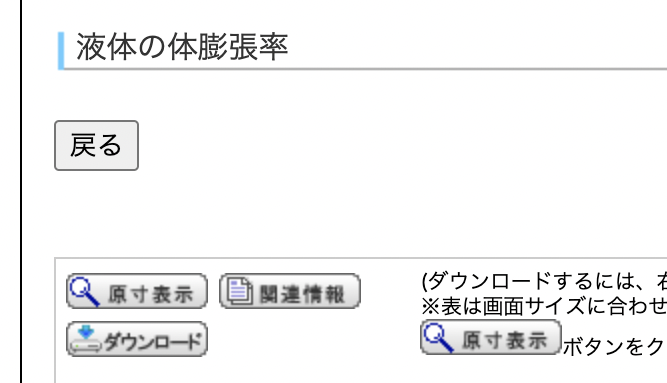 液体の体膨張率
戻る
原寸表示 関連情報
ダウンロード
(ダウンロードするには、
※表は画面サイズに合わせ
原寸表示 ボタンをク